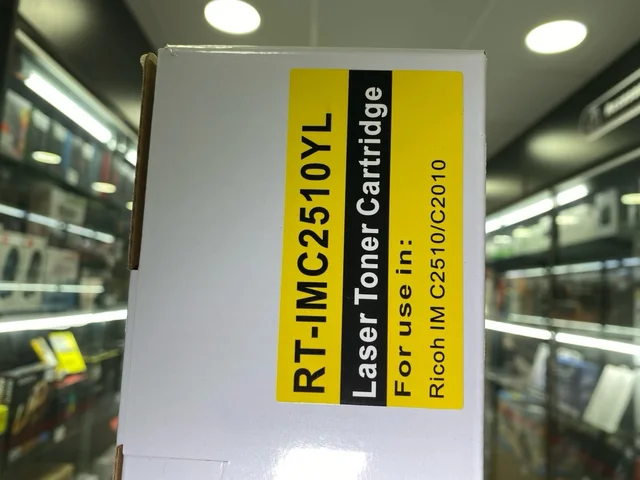 RT-IMC2510YL
Laser Toner Cartridge
For use in:
Ricoh IM C2510/C2010